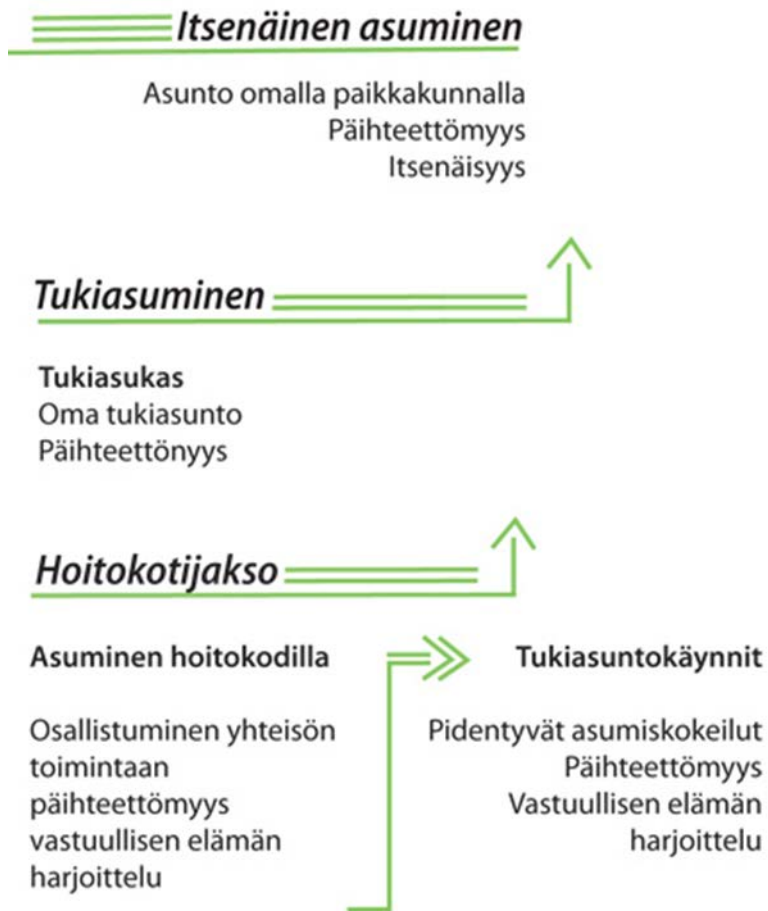 Itsenäinen asuminen
Asunto omalla paikkakunnalla
Päihteettömyys
Itsenäisyys
Tukiasuminen
Tukiasukas
Oma tukiasunto
Päihteettönyys
Hoitokotijakso
Asuminen hoitokodilla
Osallistuminen yhteisön
toimintaan
päihteettömyys
vastuullisen elämän
harjoittelu
Tukiasuntokäynnit
Pidentyvät asumiskokeilut
Päihteettömyys
Vastuullisen elämän
harjoittelu